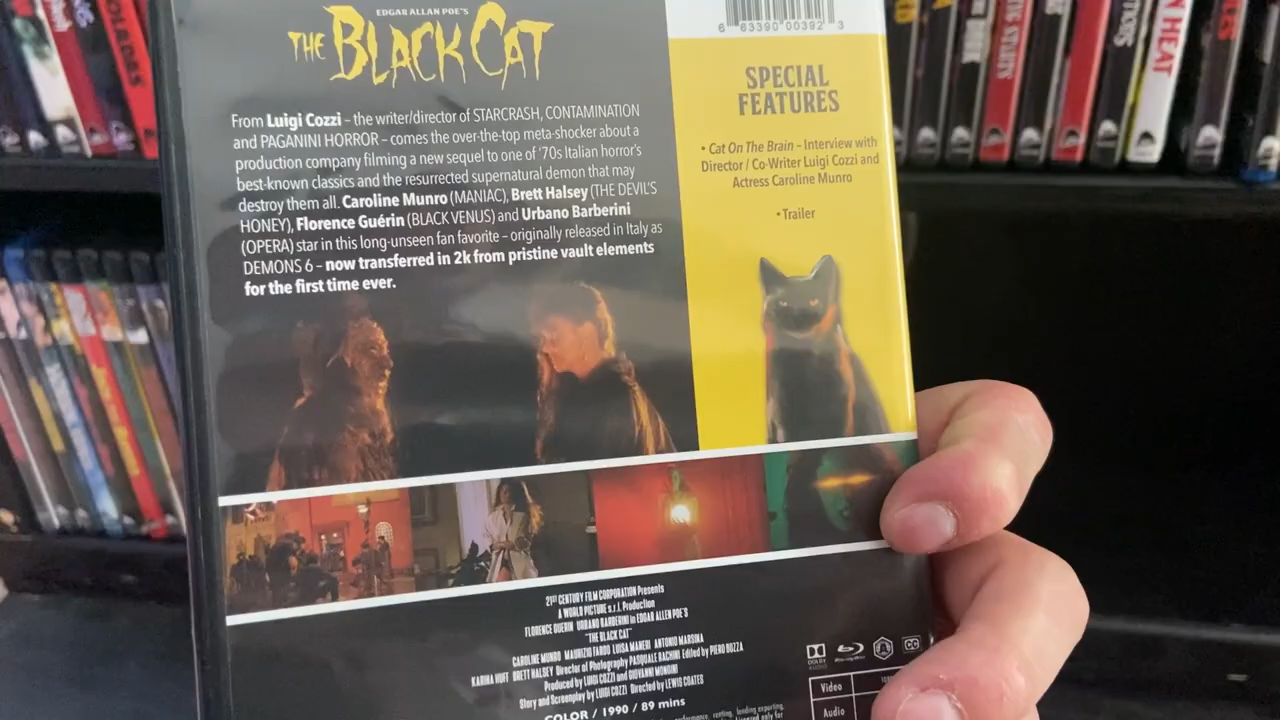 EDGAR ALLAN POE'S
THE BLACK CAT
From Luigi Cozzi – the writer/director of STARCRASH, CONTAMINATION
and PAGANINI HORROR – comes the over-the-top meta-shocker about a
production company filming a new sequel to one of '70s Italian horror's
best-known classics and the resurrected supernatural demon that may
destroy them all. Caroline Munro (MANIAC), Brett Halsey (THE DEVIL'S
HONEY), Florence Guérin (BLACK VENUS) and Urbano Barberini
(OPERA) star in this long-unseen fan favorite – originally released in Italy as
DEMONS 6 – now transferred in 2k from pristine vault elements
for the first time ever.
6 63390 00392 3
SPECIAL
FEATURES
• Cat On The Brain – Interview with
Director / Co-Writer Luigi Cozzi and
Actress Caroline Munro
• Trailer
21ST CENTURY FILM CORPORATION Presents
A WORLD PICTURE s.r.l. Production
FLORENCE GUERIN URBANO BARBERINI in EDGAR ALLEN POE'S
"THE BLACK CAT"
CAROLINE MUNRO MAURIZIO FARDO LUISA MANERI ANTONIO MARSINA
KARINA HUFF BRETT HALSEY Director of Photography PASQUALE RACHINI Edited by PIERO BOZZA
Produced by LUIGI COZZI and GIOVANNI MONGINI
Story and Screenplay by LUIGI COZZI Directed by LEWIS COATES
COLOR / 1990 / 89 mins
DOLBY
AUDIO
Blu-ray
CC
Video
Audio
IN HEAT